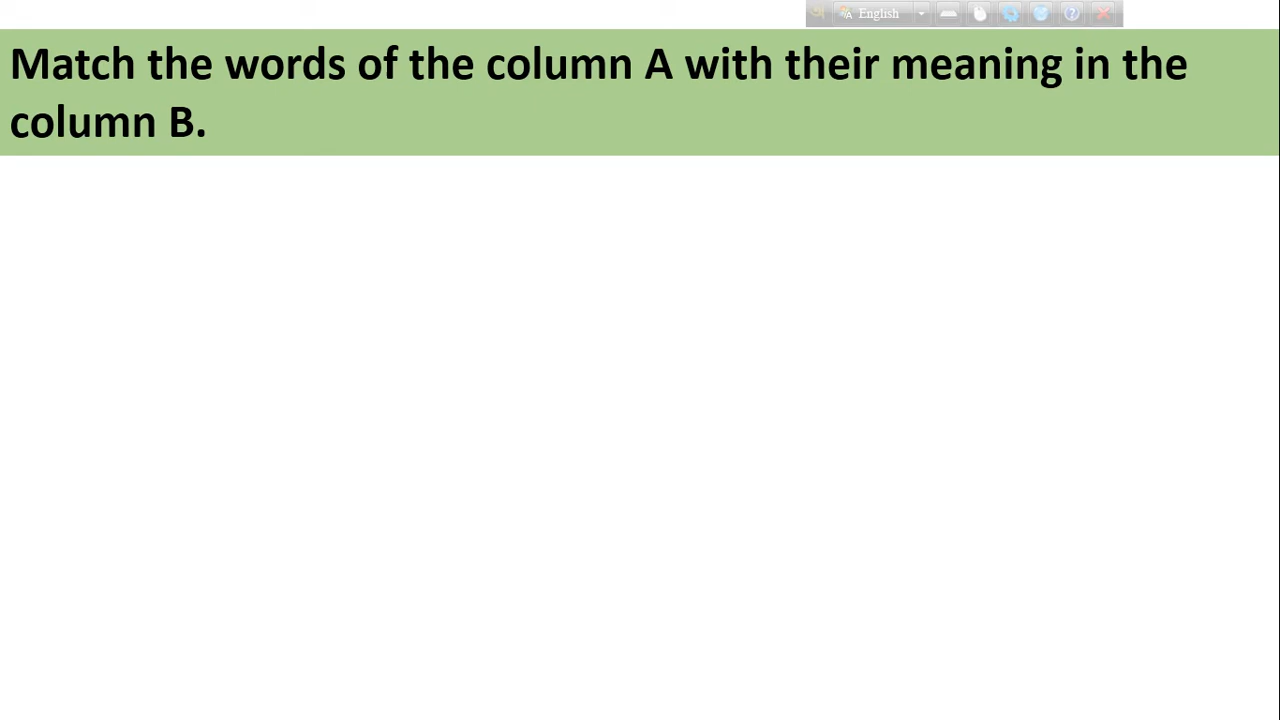 English
Match the words of the column A with their meaning in the
column B.